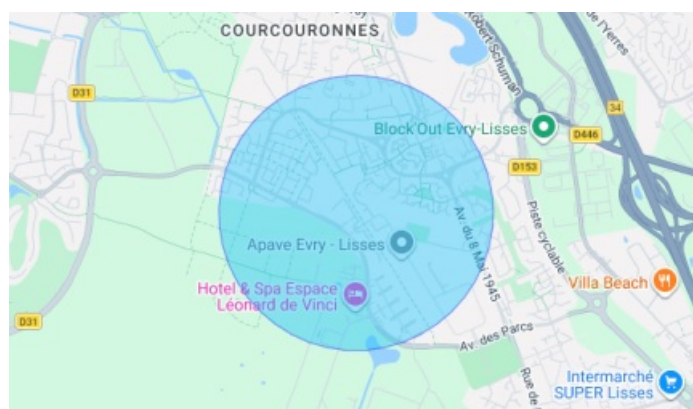 COURCOURONNES
Robert Schuman
de l'Yerres
D31
34
Block'Out Evry-Lisses
D446
D153
Piste cyclable
Av. du 8 Mai 1945
Apave Evry - Lisses
Hotel & Spa Espace
Léonard de Vinci
Villa Beach
D31
Av. des Parcs
Rue de
Intermarché
SUPER Lisses